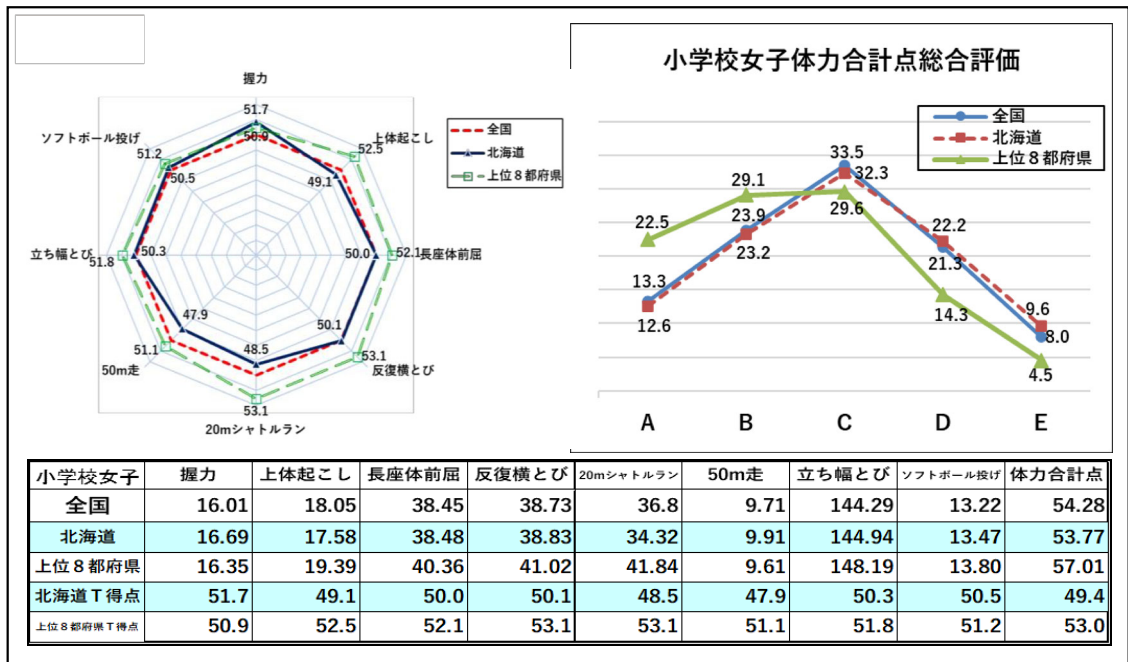 握力
51.7
50.9
ソフトボール投げ
51.2
50.5
上体起こし
52.5
49.1
全国
北海道
上位８都府県
立ち幅とび
50.3
51.8
50.0
52.1
長座体前屈
47.9
51.1
50m走
48.5
53.1
20mシャトルラン
50.1
53.1
反復横とび
小学校女子体力合計点総合評価
全国
北海道
上位８都府県
33.5
32.3
29.1
29.6
22.5
23.9
23.2
22.2
21.3
13.3
12.6
14.3
9.6
8.0
4.5
A B C D E
小学校女子 握力 上体起こし 長座体前屈 反復横とび 20mシャトルラン 50m走 立ち幅とび ソフトボール投げ 体力合計点
全国 16.01 18.05 38.45 38.73 36.8 9.71 144.29 13.22 54.28
北海道 16.69 17.58 38.48 38.83 34.32 9.91 144.94 13.47 53.77
上位８都府県 16.35 19.39 40.36 41.02 41.84 9.61 148.19 13.80 57.01
北海道Ｔ得点 51.7 49.1 50.0 50.1 48.5 47.9 50.3 50.5 49.4
上位８都府県Ｔ得点 50.9 52.5 52.1 53.1 53.1 51.1 51.8 51.2 53.0